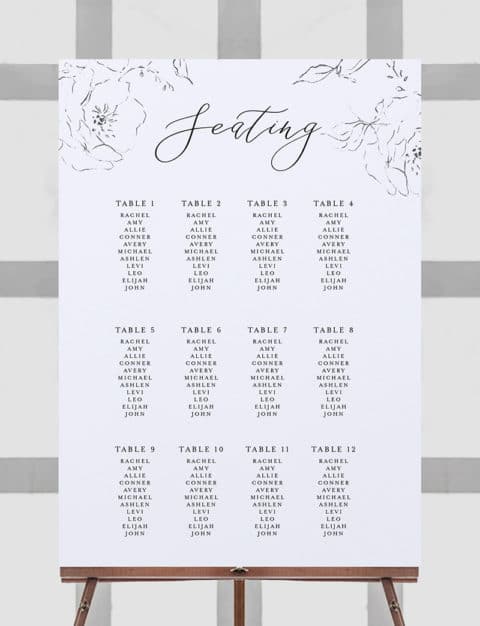 Seating
TABLE 1
RACHEL
AMY
ALLIE
CONNER
AVERY
MICHAEL
ASHLEN
LEVI
LEO
ELIJAH
JOHN
TABLE 2
RACHEL
AMY
ALLIE
CONNER
AVERY
MICHAEL
ASHLEN
LEVI
LEO
ELIJAH
JOHN
TABLE 3
RACHEL
AMY
ALLIE
CONNER
AVERY
MICHAEL
ASHLEN
LEVI
LEO
ELIJAH
JOHN
TABLE 4
RACHEL
AMY
ALLIE
CONNER
AVERY
MICHAEL
ASHLEN
LEVI
LEO
ELIJAH
JOHN
TABLE 5
RACHEL
AMY
ALLIE
CONNER
AVERY
MICHAEL
ASHLEN
LEVI
LEO
ELIJAH
JOHN
TABLE 6
RACHEL
AMY
ALLIE
CONNER
AVERY
MICHAEL
ASHLEN
LEVI
LEO
ELIJAH
JOHN
TABLE 7
RACHEL
AMY
ALLIE
CONNER
AVERY
MICHAEL
ASHLEN
LEVI
LEO
ELIJAH
JOHN
TABLE 8
RACHEL
AMY
ALLIE
CONNER
AVERY
MICHAEL
ASHLEN
LEVI
LEO
ELIJAH
JOHN
TABLE 9
RACHEL
AMY
ALLIE
CONNER
AVERY
MICHAEL
ASHLEN
LEVI
LEO
ELIJAH
JOHN
TABLE 10
RACHEL
AMY
ALLIE
CONNER
AVERY
MICHAEL
ASHLEN
LEVI
LEO
ELIJAH
JOHN
TABLE 11
RACHEL
AMY
ALLIE
CONNER
AVERY
MICHAEL
ASHLEN
LEVI
LEO
ELIJAH
JOHN
TABLE 12
RACHEL
AMY
ALLIE
CONNER
AVERY
MICHAEL
ASHLEN
LEVI
LEO
ELIJAH
JOHN